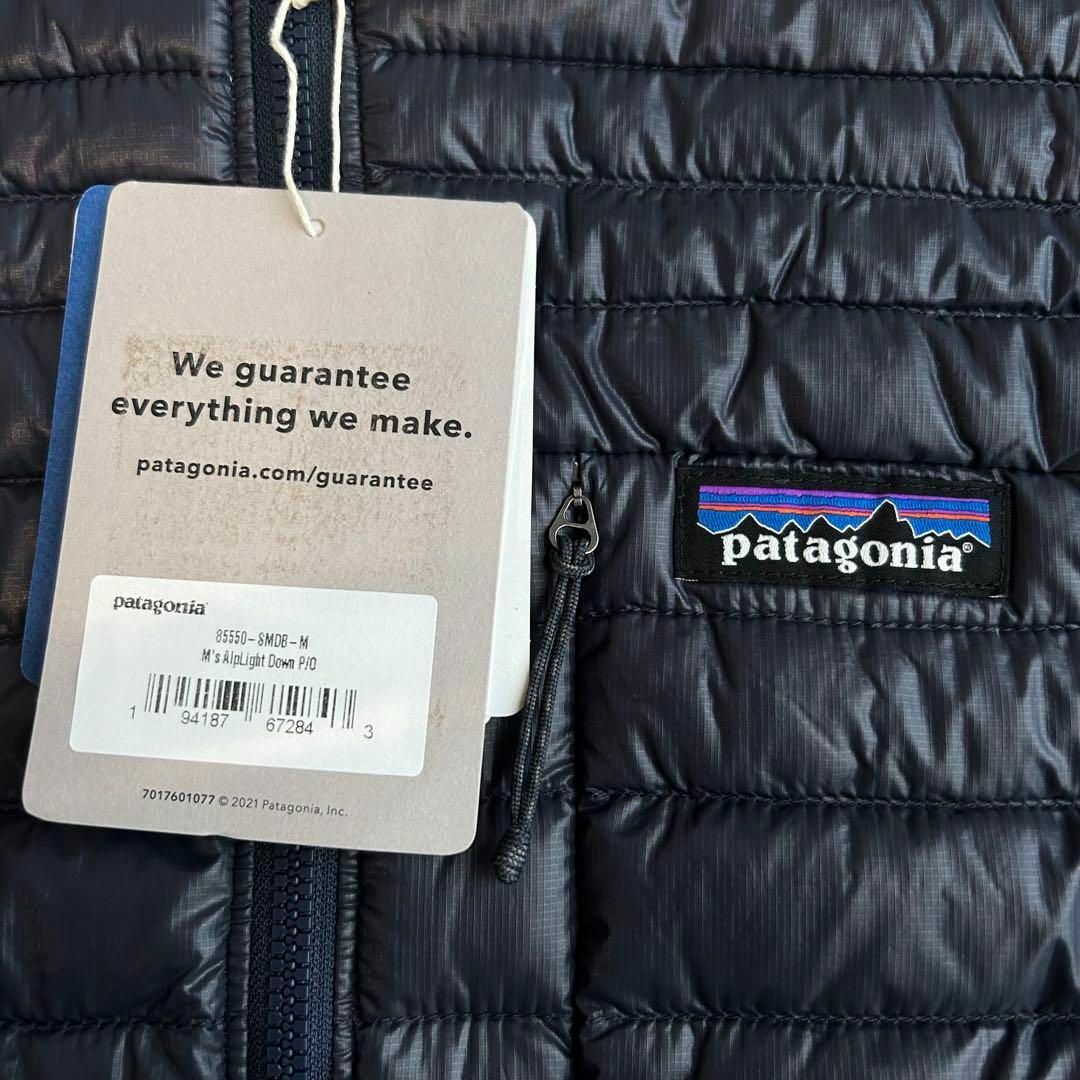 We guarantee
everything we make.
patagonia.com/guarantee
patagonia®
85550-SMDB-M
M's AlpLight Down P/O
1 94187 67284 3
7017601077 © 2021 Patagonia, Inc.
patagonia®